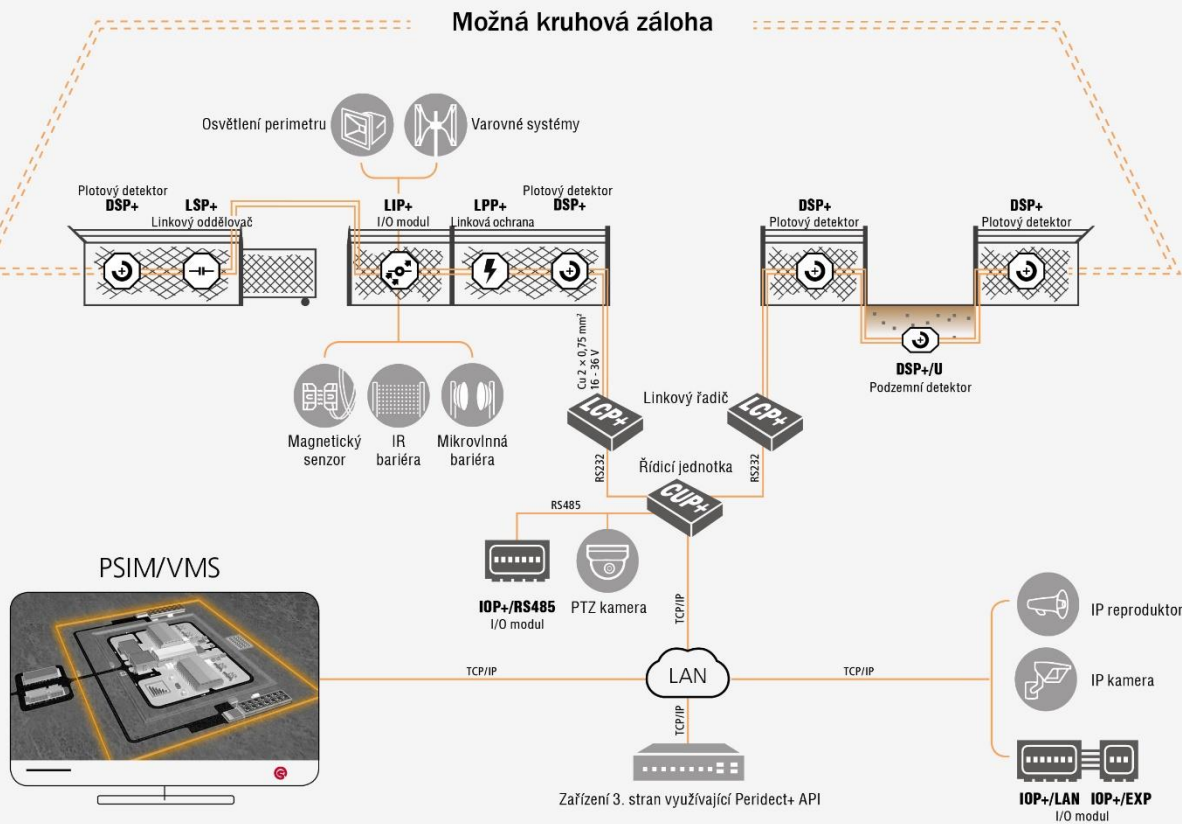 Možná kruhová záloha
Osvětlení perimetru
Varovné systémy
Plotový detektor
DSP+
LSP+
Linkový oddělovač
LIP+
I/O modul
LPP+
Linková ochrana
Plotový detektor
DSP+
DSP+
Plotový detektor
DSP+
Plotový detektor
Cu 2 × 0,75 mm²
16 - 36 V
DSP+/U
Podzemní detektor
Magnetický
senzor
IR
bariéra
Mikrovlnná
bariéra
LCP+
Linkový řadič
LCP+
RS232
RS232
Řídicí jednotka
CUP+
RS485
IOP+/RS485
I/O modul
PTZ kamera
TCP/IP
PSIM/VMS
TCP/IP
LAN
TCP/IP
TCP/IP
IP reproduktor
IP kamera
IOP+/LAN
IOP+/EXP
I/O modul
Zařízení 3. stran využívající Peridect+ API